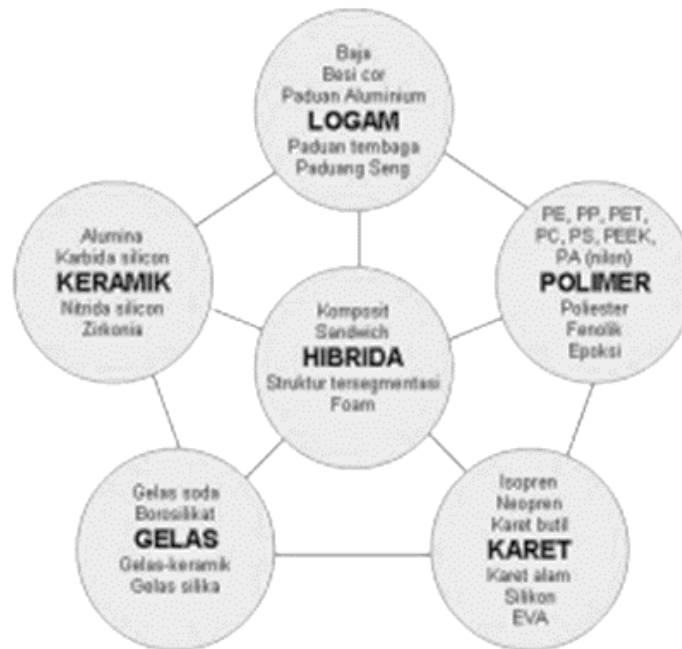 Baja
Besi cor
Paduan Aluminium
LOGAM
Paduan tembaga
Paduang Seng
Alumina
Karbida silicon
KERAMIK
Nitrida silicon
Zirkonia
PE, PP, PET,
PC, PS, PEEK,
PA (nilon)
POLIMER
Poliester
Fenolik
Epoksi
Komposit
Sandwich
HIBRIDA
Struktur tersegmentasi
Foam
Gelas soda
Borosilikat
GELAS
Gelas-keramik
Gelas silika
Isopren
Neopren
Karet butil
KARET
Karet alam
Silikon
EVA